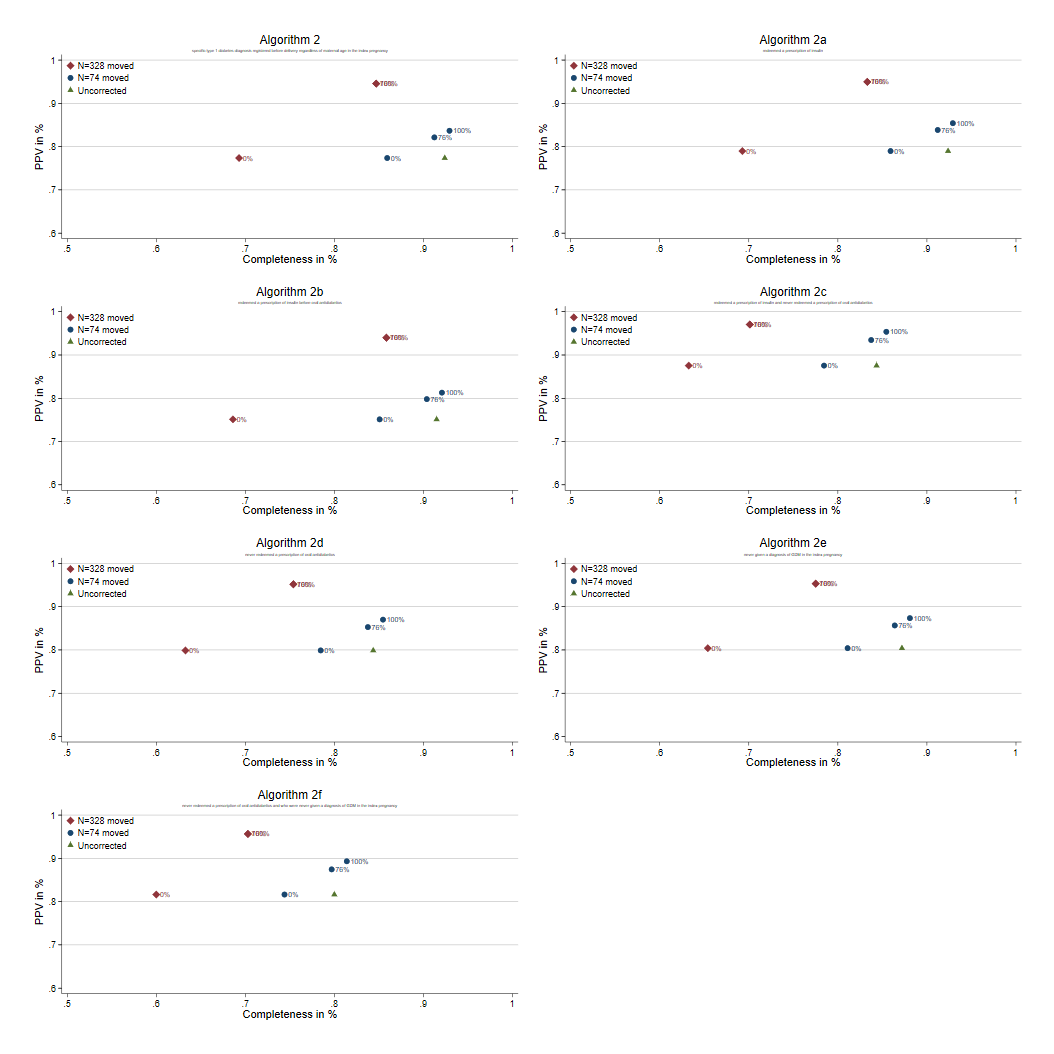 Algorithm 2
specific type 1 diabetes diagnosis registered before delivery regardless of maternal age in the index pregnancy
N=328 moved
N=74 moved
Uncorrected
1
.9
.8
.7
.6
PPV in %
100%
76%
0%
0%
.5
.6
.7
.8
.9
1
Completeness in %
Algorithm 2a
redeemed a prescription of insulin
N=328 moved
N=74 moved
Uncorrected
1
.9
.8
.7
.6
PPV in %
100%
76%
0%
0%
.5
.6
.7
.8
.9
1
Completeness in %
Algorithm 2b
redeemed a prescription of insulin before oral antidiabetics
N=328 moved
N=74 moved
Uncorrected
1
.9
.8
.7
.6
PPV in %
100%
76%
0%
0%
.5
.6
.7
.8
.9
1
Completeness in %
Algorithm 2c
redeemed a prescription of insulin and never redeemed a prescription of oral antidiabetics
N=328 moved
N=74 moved
Uncorrected
1
.9
.8
.7
.6
PPV in %
100%
76%
0%
0%
.5
.6
.7
.8
.9
1
Completeness in %
Algorithm 2d
never redeemed a prescription of oral antidiabetics
N=328 moved
N=74 moved
Uncorrected
1
.9
.8
.7
.6
PPV in %
100%
76%
0%
0%
.5
.6
.7
.8
.9
1
Completeness in %
Algorithm 2e
never given a diagnosis of GDM in the index pregnancy
N=328 moved
N=74 moved
Uncorrected
1
.9
.8
.7
.6
PPV in %
100%
76%
0%
0%
.5
.6
.7
.8
.9
1
Completeness in %
Algorithm 2f
never redeemed a prescription of oral antidiabetics and who were never given a diagnosis of GDM in the index pregnancy
N=328 moved
N=74 moved
Uncorrected
1
.9
.8
.7
.6
PPV in %
100%
76%
0%
0%
.5
.6
.7
.8
.9
1
Completeness in %